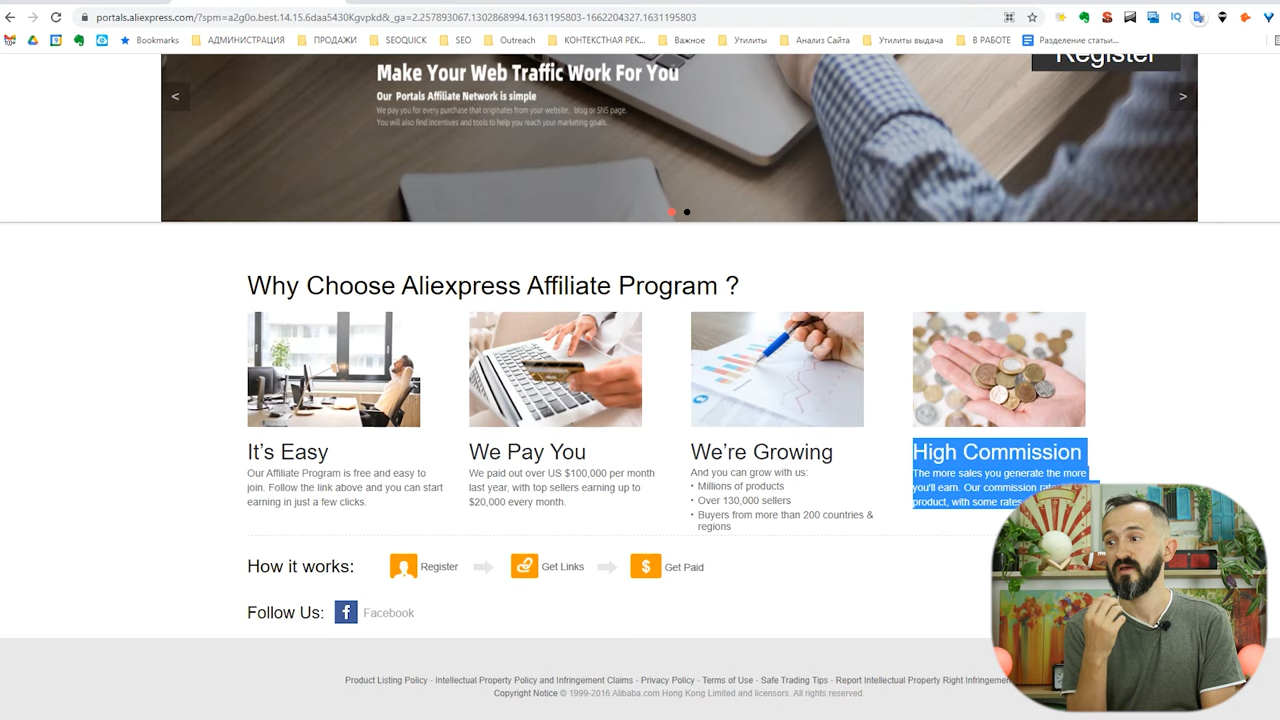 portals.aliexpress.com/?spm=a2g0o.best.14.15.6daa5430Kgvpkd&_ga=2.257893527.1302868994.1631195803-1662204327.1631195803
Bookmarks АДМИНИСТРАЦИЯ ПРОДАЖИ SEOQUICK SEO Outreach КОНТЕКСТНАЯ РЕК... Важное Утилиты Анализ Сайта Утилиты выдача В РАБОТЕ Разделение статьи...
Register
Make Your Web Traffic Work For You
Our Portals Affiliate Network is simple
We pay you for every purchase that originates from your website, blog or SNS page.
You will also find incentives and tools to help you reach your marketing goals.
< >
Why Choose Aliexpress Affiliate Program ?
It's Easy
Our Affiliate Program is free and easy to
join. Follow the link above and you can start
earning in just a few clicks.
We Pay You
We paid out over US $100,000 per month
last year, with top sellers earning up to
$20,000 every month.
We're Growing
And you can grow with us:
• Millions of products
• Over 130,000 sellers
• Buyers from more than 200 countries &
regions
High Commission
The more sales you generate the more
you'll earn. Our commission
product, with some rates
How it works: Register Get Links $ Get Paid
Follow Us: f Facebook
Product Listing Policy - Intellectual Property Policy and Infringement Claims - Privacy Policy - Terms of Use - Safe Trading Tips - Report Intellectual Property Right
Copyright Notice © 1999-2016 Alibaba.com Hong Kong Limited and licensors. All rights reserved.